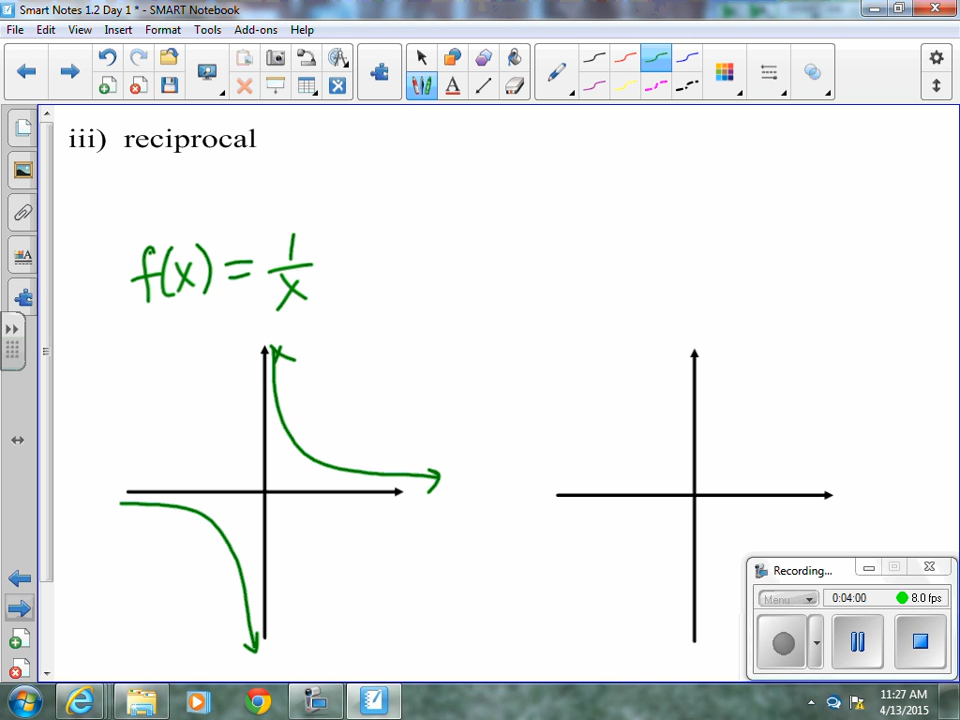 Smart Notes 1.2 Day 1 * - SMART Notebook
File Edit View Insert Format Tools Add-ons Help
iii) reciprocal
f(x) = 1/x
Recording...
Menu 0:04:00 8.0 fps
11:27 AM
4/13/2015